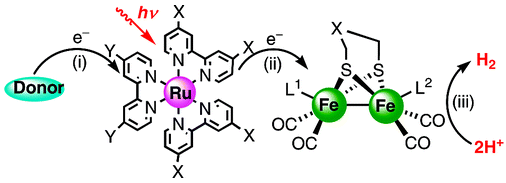 hν
e⁻
(i)
Donor
Y
Y
X
X
X
X
N
N
N
N
N
N
Ru
e⁻
(ii)
X
S
S
L¹
L²
Fe
Fe
OC
OC
CO
CO
H₂
(iii)
2H⁺